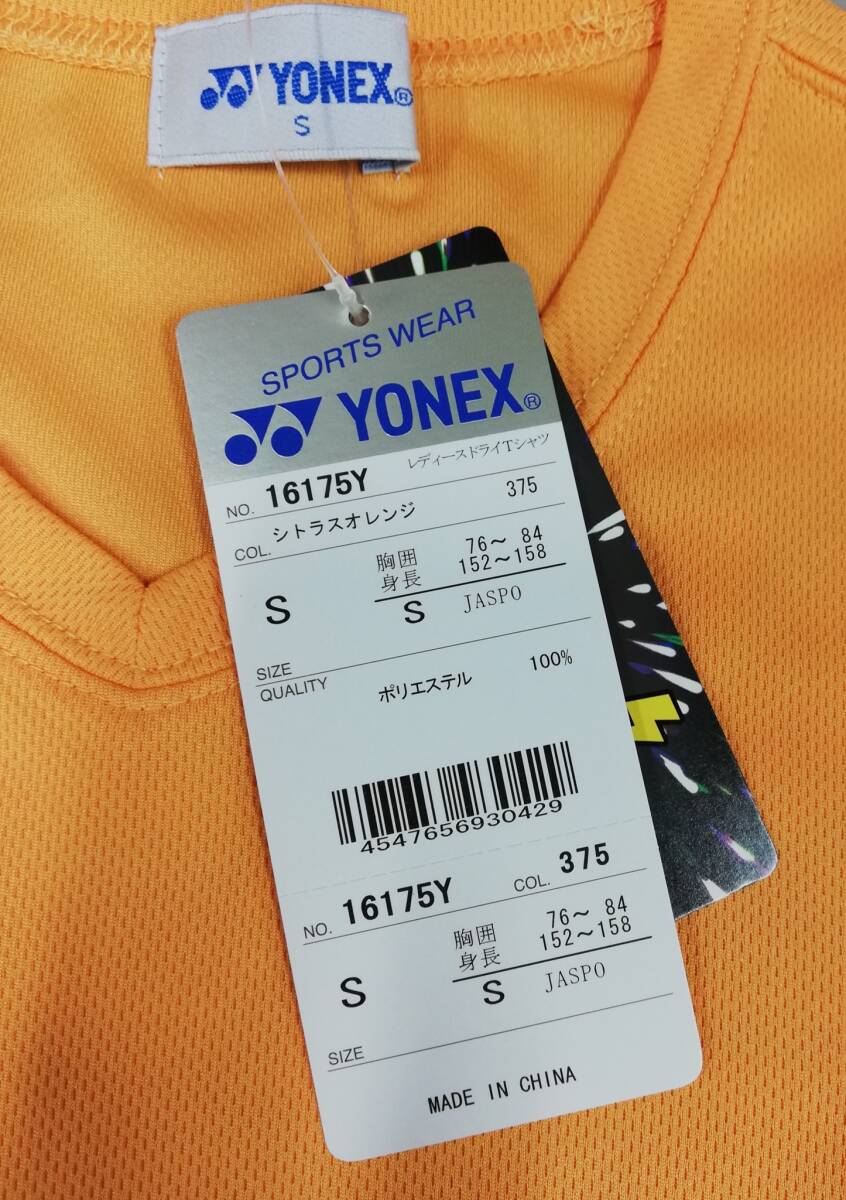 YONEX®
S
SPORTS WEAR
YONEX®
NO. 16175Y レディースドライTシャツ
COL. シトラスオレンジ 375
胸囲 76～ 84
身長 152～158
S S JASPO
SIZE
QUALITY ポリエステル 100%
4547656930429
NO. 16175Y COL. 375
胸囲 76～ 84
身長 152～158
S S JASPO
SIZE
MADE IN CHINA